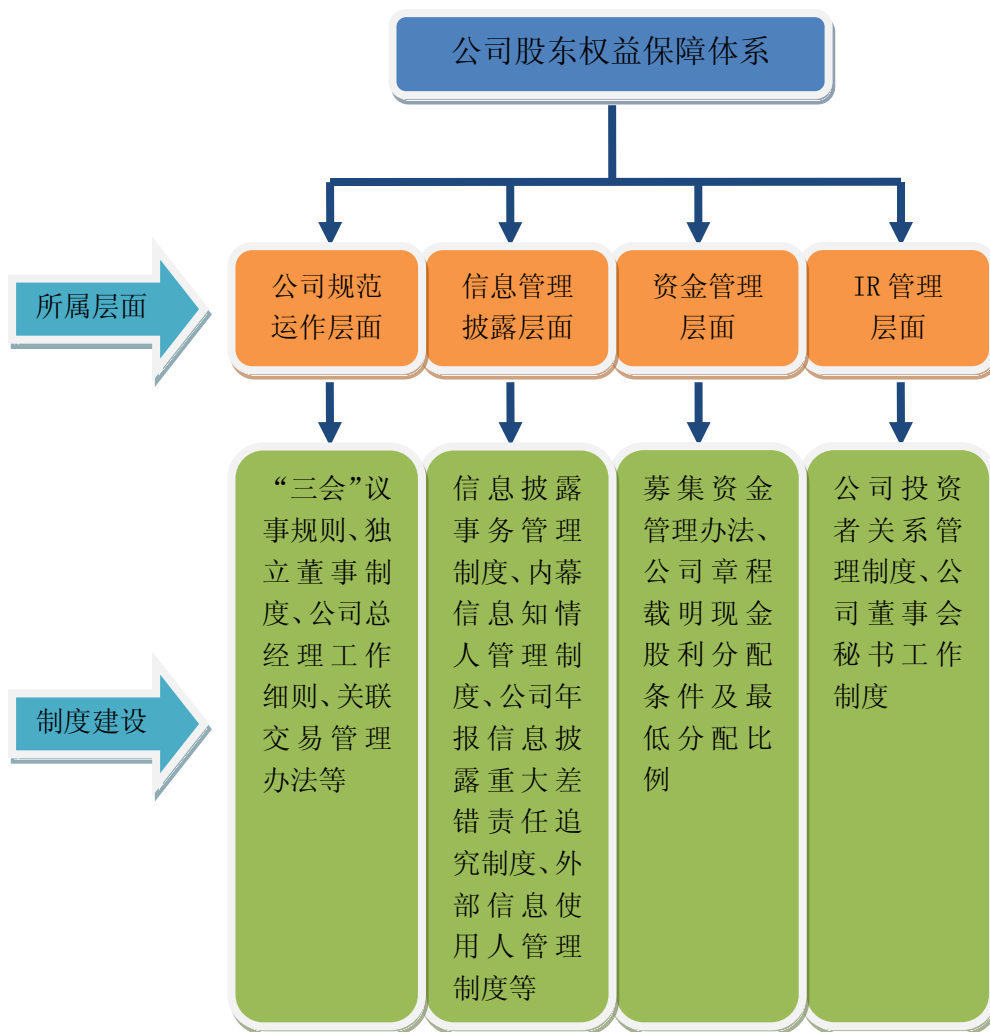 公司股东权益保障体系
所属层面
公司规范
运作层面
信息管理
披露层面
资金管理
层面
IR 管理
层面
制度建设
“三会”议
事规则、独
立董事制
度、公司总
经理工作
细则、关联
交易管理
办法等
信息披露
事务管理
制度、内幕
信息知情
人管理制
度、公司年
报信息披
露重大差
错责任追
究制度、外
部信息使
用人管理
制度等
募集资金
管理办法、
公司章程
载明现金
股利分配
条件及最
低分配比
例
公司投资
者关系管
理制度、公
司董事会
秘书工作
制度